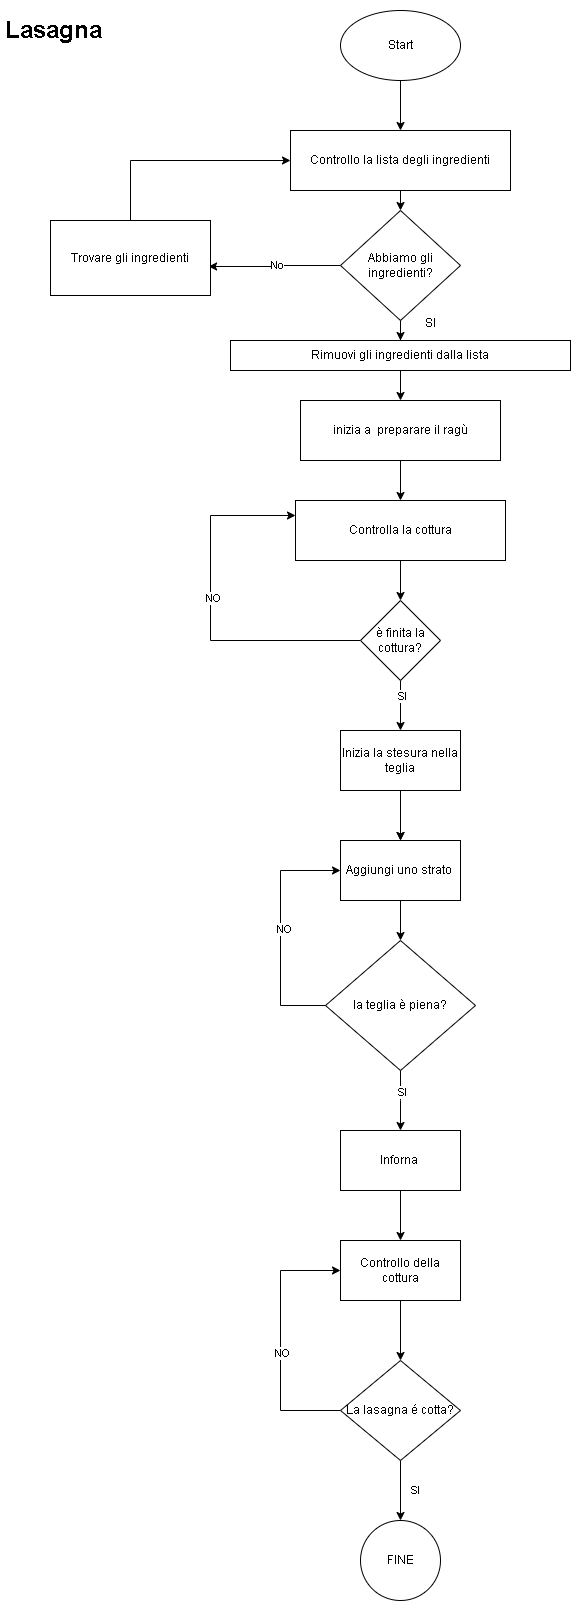 Lasagna
Start
Controllo la lista degli ingredienti
Trovare gli ingredienti
No
Abbiamo gli
ingredienti?
SI
Rimuovi gli ingredienti dalla lista
inizia a  preparare il ragù
Controlla la cottura
NO
è finita la
cottura?
SI
Inizia la stesura nella
teglia
Aggiungi uno strato
NO
la teglia è piena?
SI
Inforna
Controllo della
cottura
NO
La lasagna é cotta?
SI
FINE